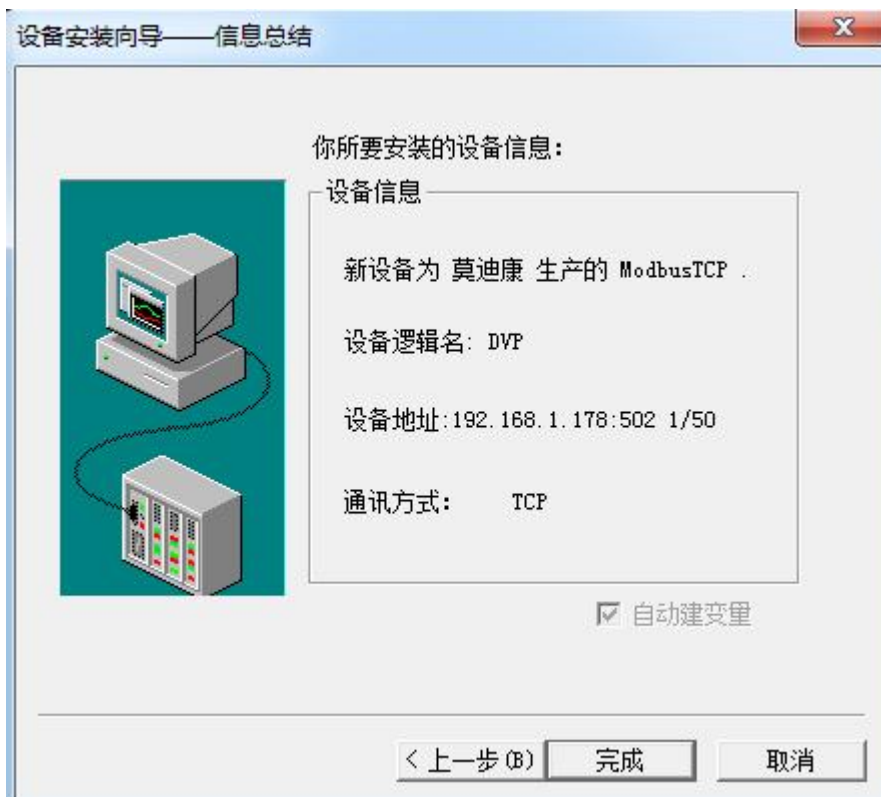 设备安装向导——信息总结
你所要安装的设备信息：
设备信息
新设备为 莫迪康 生产的 ModbusTCP .
设备逻辑名: DVP
设备地址:192.168.1.178:502 1/50
通讯方式： TCP
自动建变量
< 上一步(B) 完成 取消